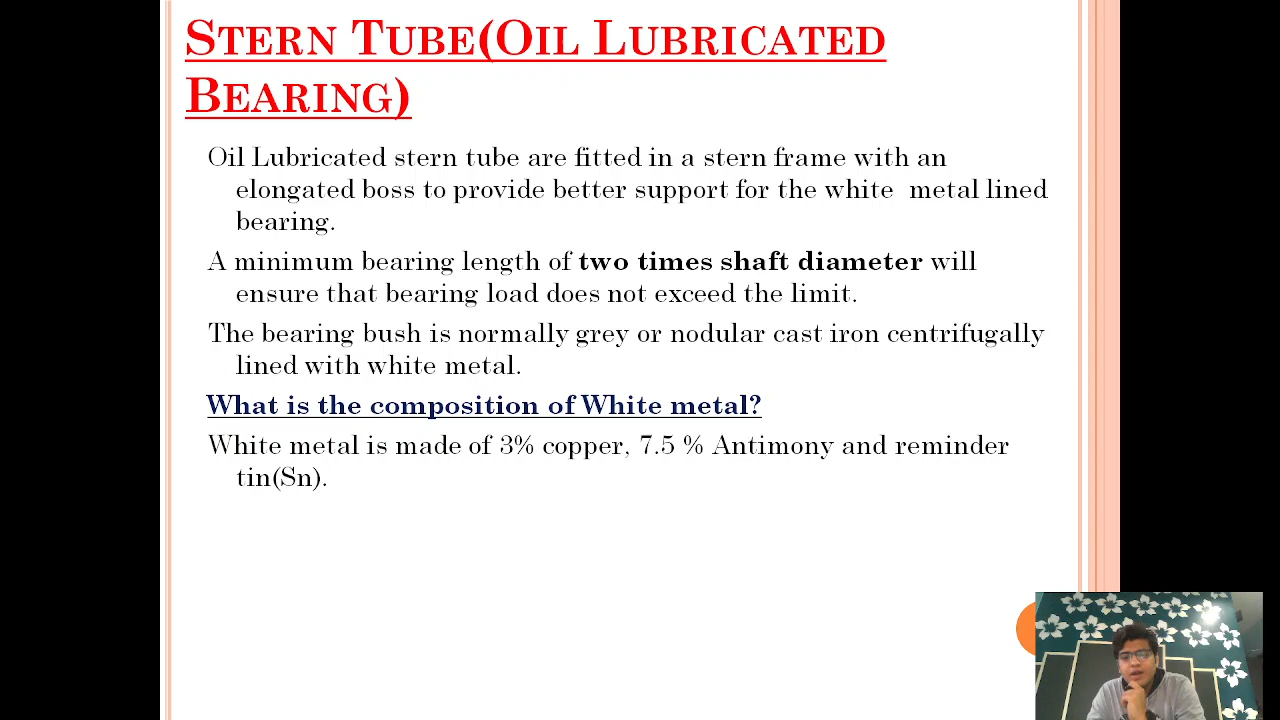 STERN TUBE(OIL LUBRICATED
BEARING)
Oil Lubricated stern tube are fitted in a stern frame with an
elongated boss to provide better support for the white metal lined
bearing.
A minimum bearing length of two times shaft diameter will
ensure that bearing load does not exceed the limit.
The bearing bush is normally grey or nodular cast iron centrifugally
lined with white metal.
What is the composition of White metal?
White metal is made of 3% copper, 7.5 % Antimony and reminder
tin(Sn).